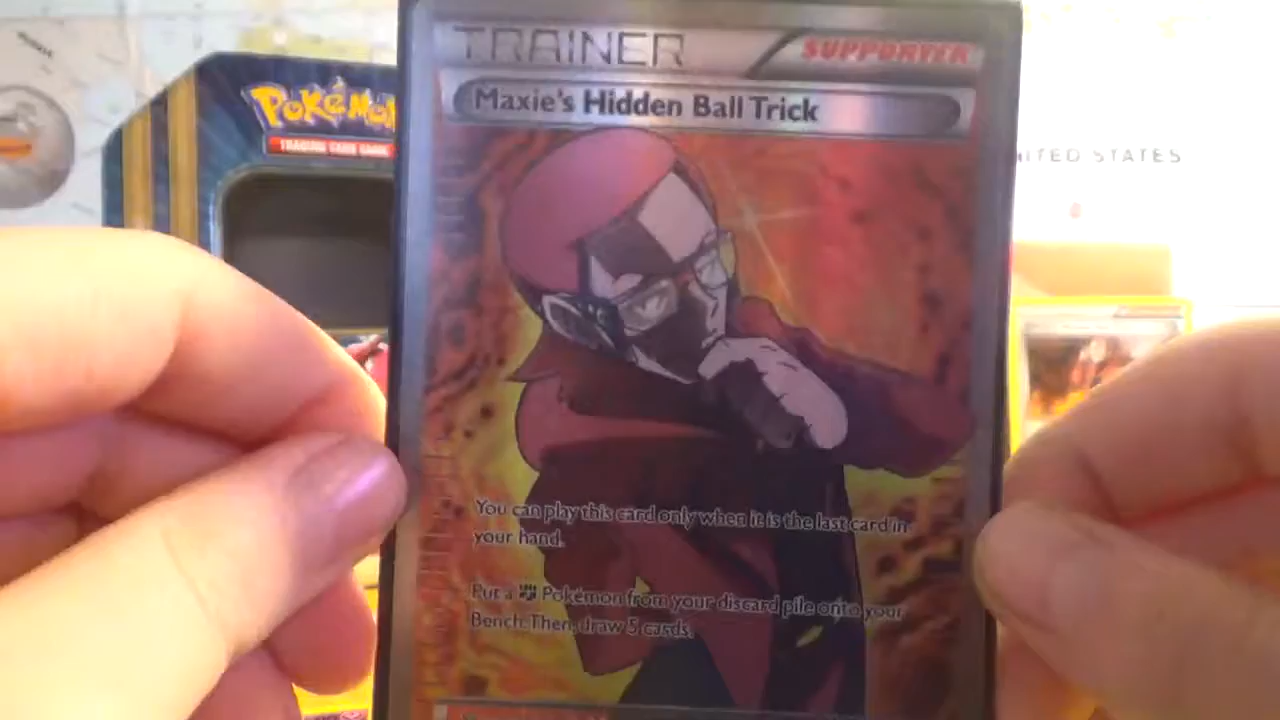 TRAINER
SUPPORTER
Maxie's Hidden Ball Trick
POKéMON
TRADING CARD GAME
UNITED STATES
You can play this card only when it is the last card in
your hand.
Put a Pokémon from your discard pile onto your
Bench. Then, draw 5 cards.